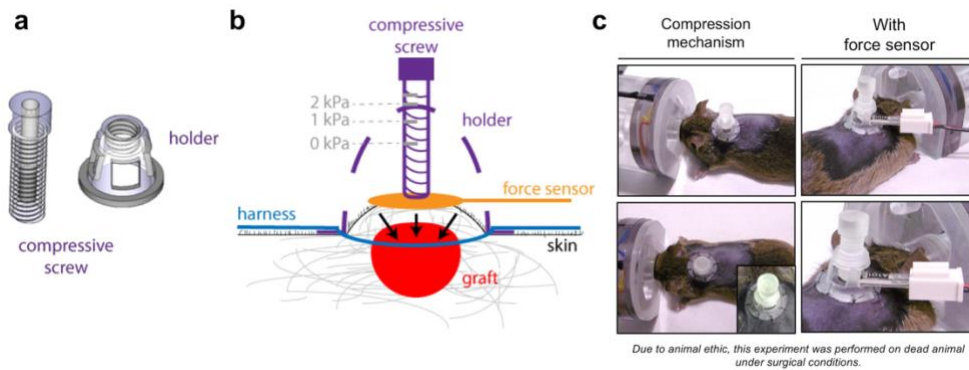 a
holder
compressive
screw
b
compressive
screw
2 kPa
1 kPa
0 kPa
holder
force sensor
harness
skin
graft
c
Compression
mechanism
With
force sensor
Due to animal ethic, this experiment was performed on dead animal
under surgical conditions.